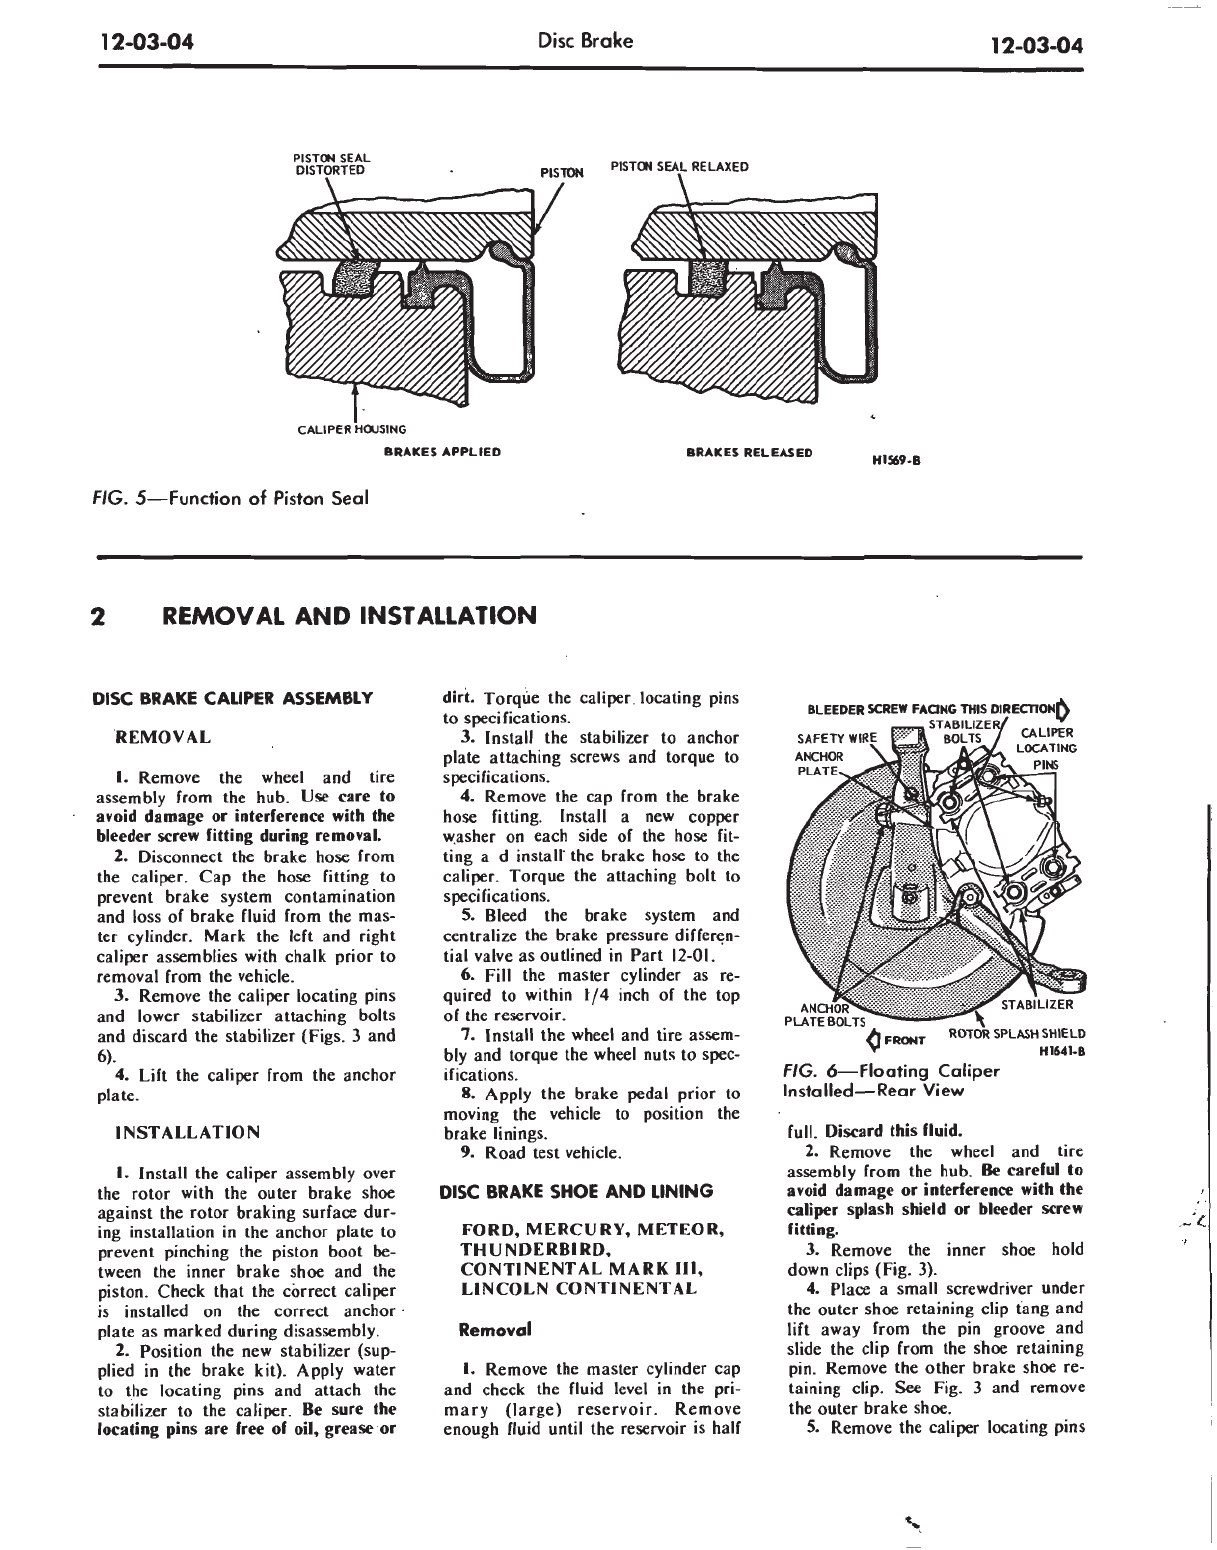 12-03-04 Disc Brake 12-03-04
PISTON SEAL
DISTORTED
PISTON
PISTON SEAL RELAXED
CALIPER HOUSING
BRAKES APPLIED
BRAKES RELEASED
H1569-B
FIG. 5—Function of Piston Seal
2 REMOVAL AND INSTALLATION
DISC BRAKE CALIPER ASSEMBLY
REMOVAL
1. Remove the wheel and tire
assembly from the hub. Use care to
avoid damage or interference with the
bleeder screw fitting during removal.
2. Disconnect the brake hose from
the caliper. Cap the hose fitting to
prevent brake system contamination
and loss of brake fluid from the mas-
ter cylinder. Mark the left and right
caliper assemblies with chalk prior to
removal from the vehicle.
3. Remove the caliper locating pins
and lower stabilizer attaching bolts
and discard the stabilizer (Figs. 3 and
6).
4. Lift the caliper from the anchor
plate.
INSTALLATION
1. Install the caliper assembly over
the rotor with the outer brake shoe
against the rotor braking surface dur-
ing installation in the anchor plate to
prevent pinching the piston boot be-
tween the inner brake shoe and the
piston. Check that the correct caliper
is installed on the correct anchor
plate as marked during disassembly.
2. Position the new stabilizer (sup-
plied in the brake kit). Apply water
to the locating pins and attach the
stabilizer to the caliper. Be sure the
locating pins are free of oil, grease or
dirt. Torque the caliper locating pins
to specifications.
3. Install the stabilizer to anchor
plate attaching screws and torque to
specifications.
4. Remove the cap from the brake
hose fitting. Install a new copper
washer on each side of the hose fit-
ting a d install the brake hose to the
caliper. Torque the attaching bolt to
specifications.
5. Bleed the brake system and
centralize the brake pressure differen-
tial valve as outlined in Part 12-01.
6. Fill the master cylinder as re-
quired to within 1/4 inch of the top
of the reservoir.
7. Install the wheel and tire assem-
bly and torque the wheel nuts to spec-
ifications.
8. Apply the brake pedal prior to
moving the vehicle to position the
brake linings.
9. Road test vehicle.
DISC BRAKE SHOE AND LINING
FORD, MERCURY, METEOR,
THUNDERBIRD,
CONTINENTAL MARK III,
LINCOLN CONTINENTAL
Removal
1. Remove the master cylinder cap
and check the fluid level in the pri-
mary (large) reservoir. Remove
enough fluid until the reservoir is half
BLEEDER SCREW FACING THIS DIRECTION
STABILIZER
BOLTS
SAFETY WIRE
CALIPER
LOCATING
PINS
ANCHOR
PLATE
ANCHOR
PLATE BOLTS
STABILIZER
FRONT
ROTOR SPLASH SHIELD
H1641-B
FIG. 6—Floating Caliper
Installed—Rear View
full. Discard this fluid.
2. Remove the wheel and tire
assembly from the hub. Be careful to
avoid damage or interference with the
caliper splash shield or bleeder screw
fitting.
3. Remove the inner shoe hold
down clips (Fig. 3).
4. Place a small screwdriver under
the outer shoe retaining clip tang and
lift away from the pin groove and
slide the clip from the shoe retaining
pin. Remove the other brake shoe re-
taining clip. See Fig. 3 and remove
the outer brake shoe.
5. Remove the caliper locating pins